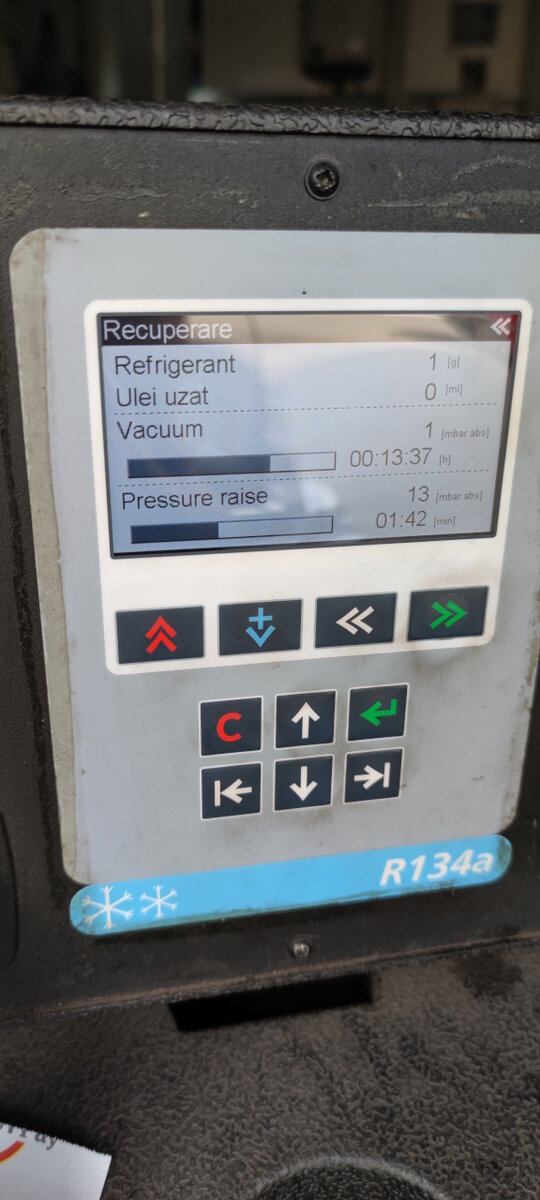 Recuperare
Refrigerant 1 [g]
Ulei uzat 0 [ml]
Vacuum 1 [mbar abs]
00:13:37 [h]
Pressure raise 13 [mbar abs]
01:42 [min]
C
R134a